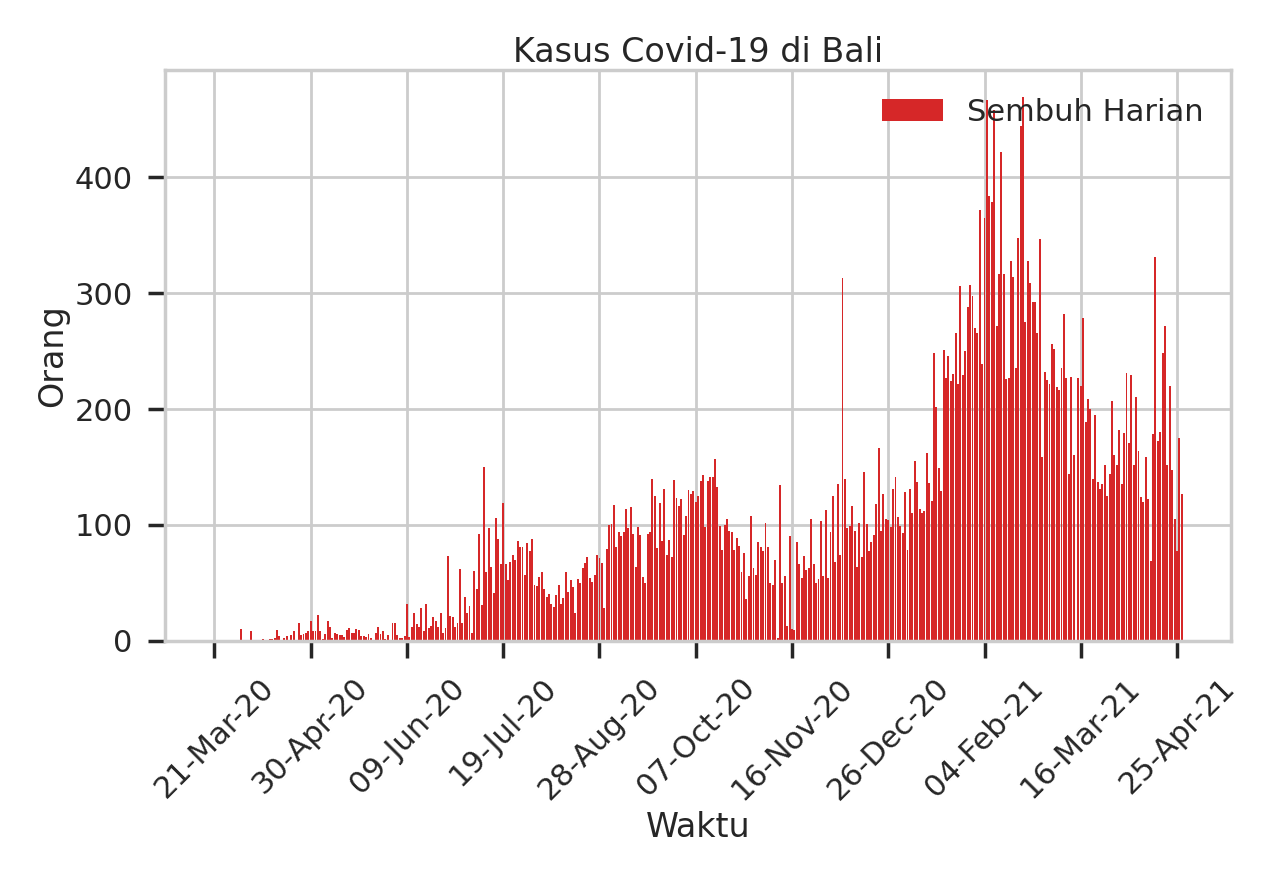 Kasus Covid-19 di Bali
Sembuh Harian
400
300
200
100
0
Orang
21-Mar-20
30-Apr-20
09-Jun-20
19-Jul-20
28-Aug-20
07-Oct-20
16-Nov-20
26-Dec-20
04-Feb-21
16-Mar-21
25-Apr-21
Waktu